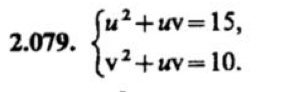 2.079. { u² + uv = 15,
v² + uv = 10.